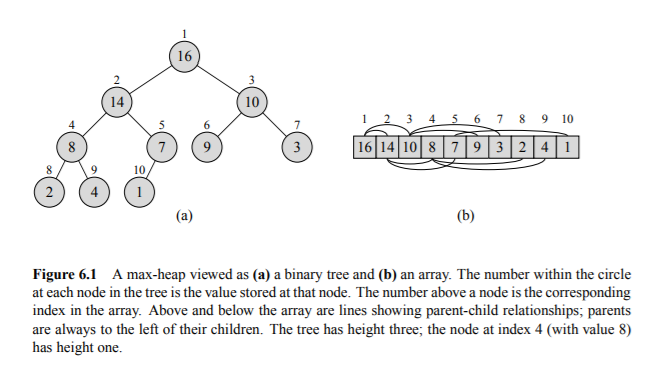 1
16
2 3
14 10
4 5 6 7
8 7 9 3
8 9 10
2 4 1
(a)
1 2 3 4 5 6 7 8 9 10
16 14 10 8 7 9 3 2 4 1
(b)
Figure 6.1 A max-heap viewed as (a) a binary tree and (b) an array. The number within the circle
at each node in the tree is the value stored at that node. The number above a node is the corresponding
index in the array. Above and below the array are lines showing parent-child relationships; parents
are always to the left of their children. The tree has height three; the node at index 4 (with value 8)
has height one.